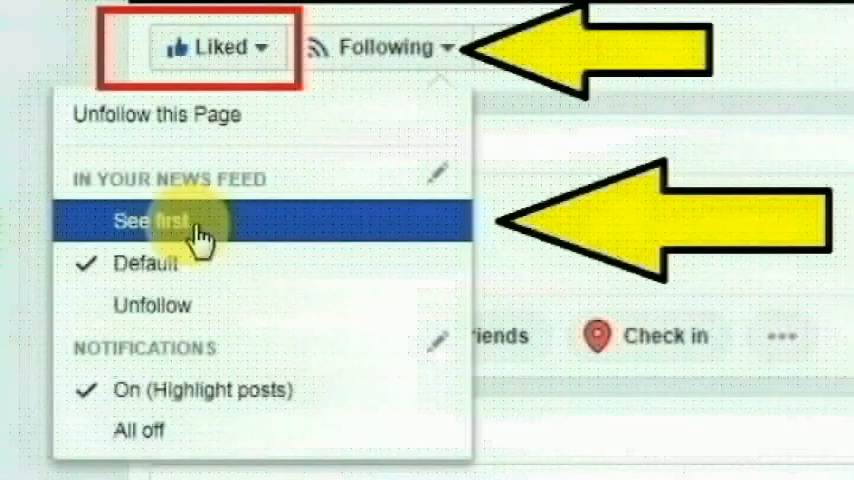 Liked Following
Unfollow this Page
IN YOUR NEWS FEED
See first
Default
Unfollow
riends Check in
NOTIFICATIONS
On (Highlight posts)
All off